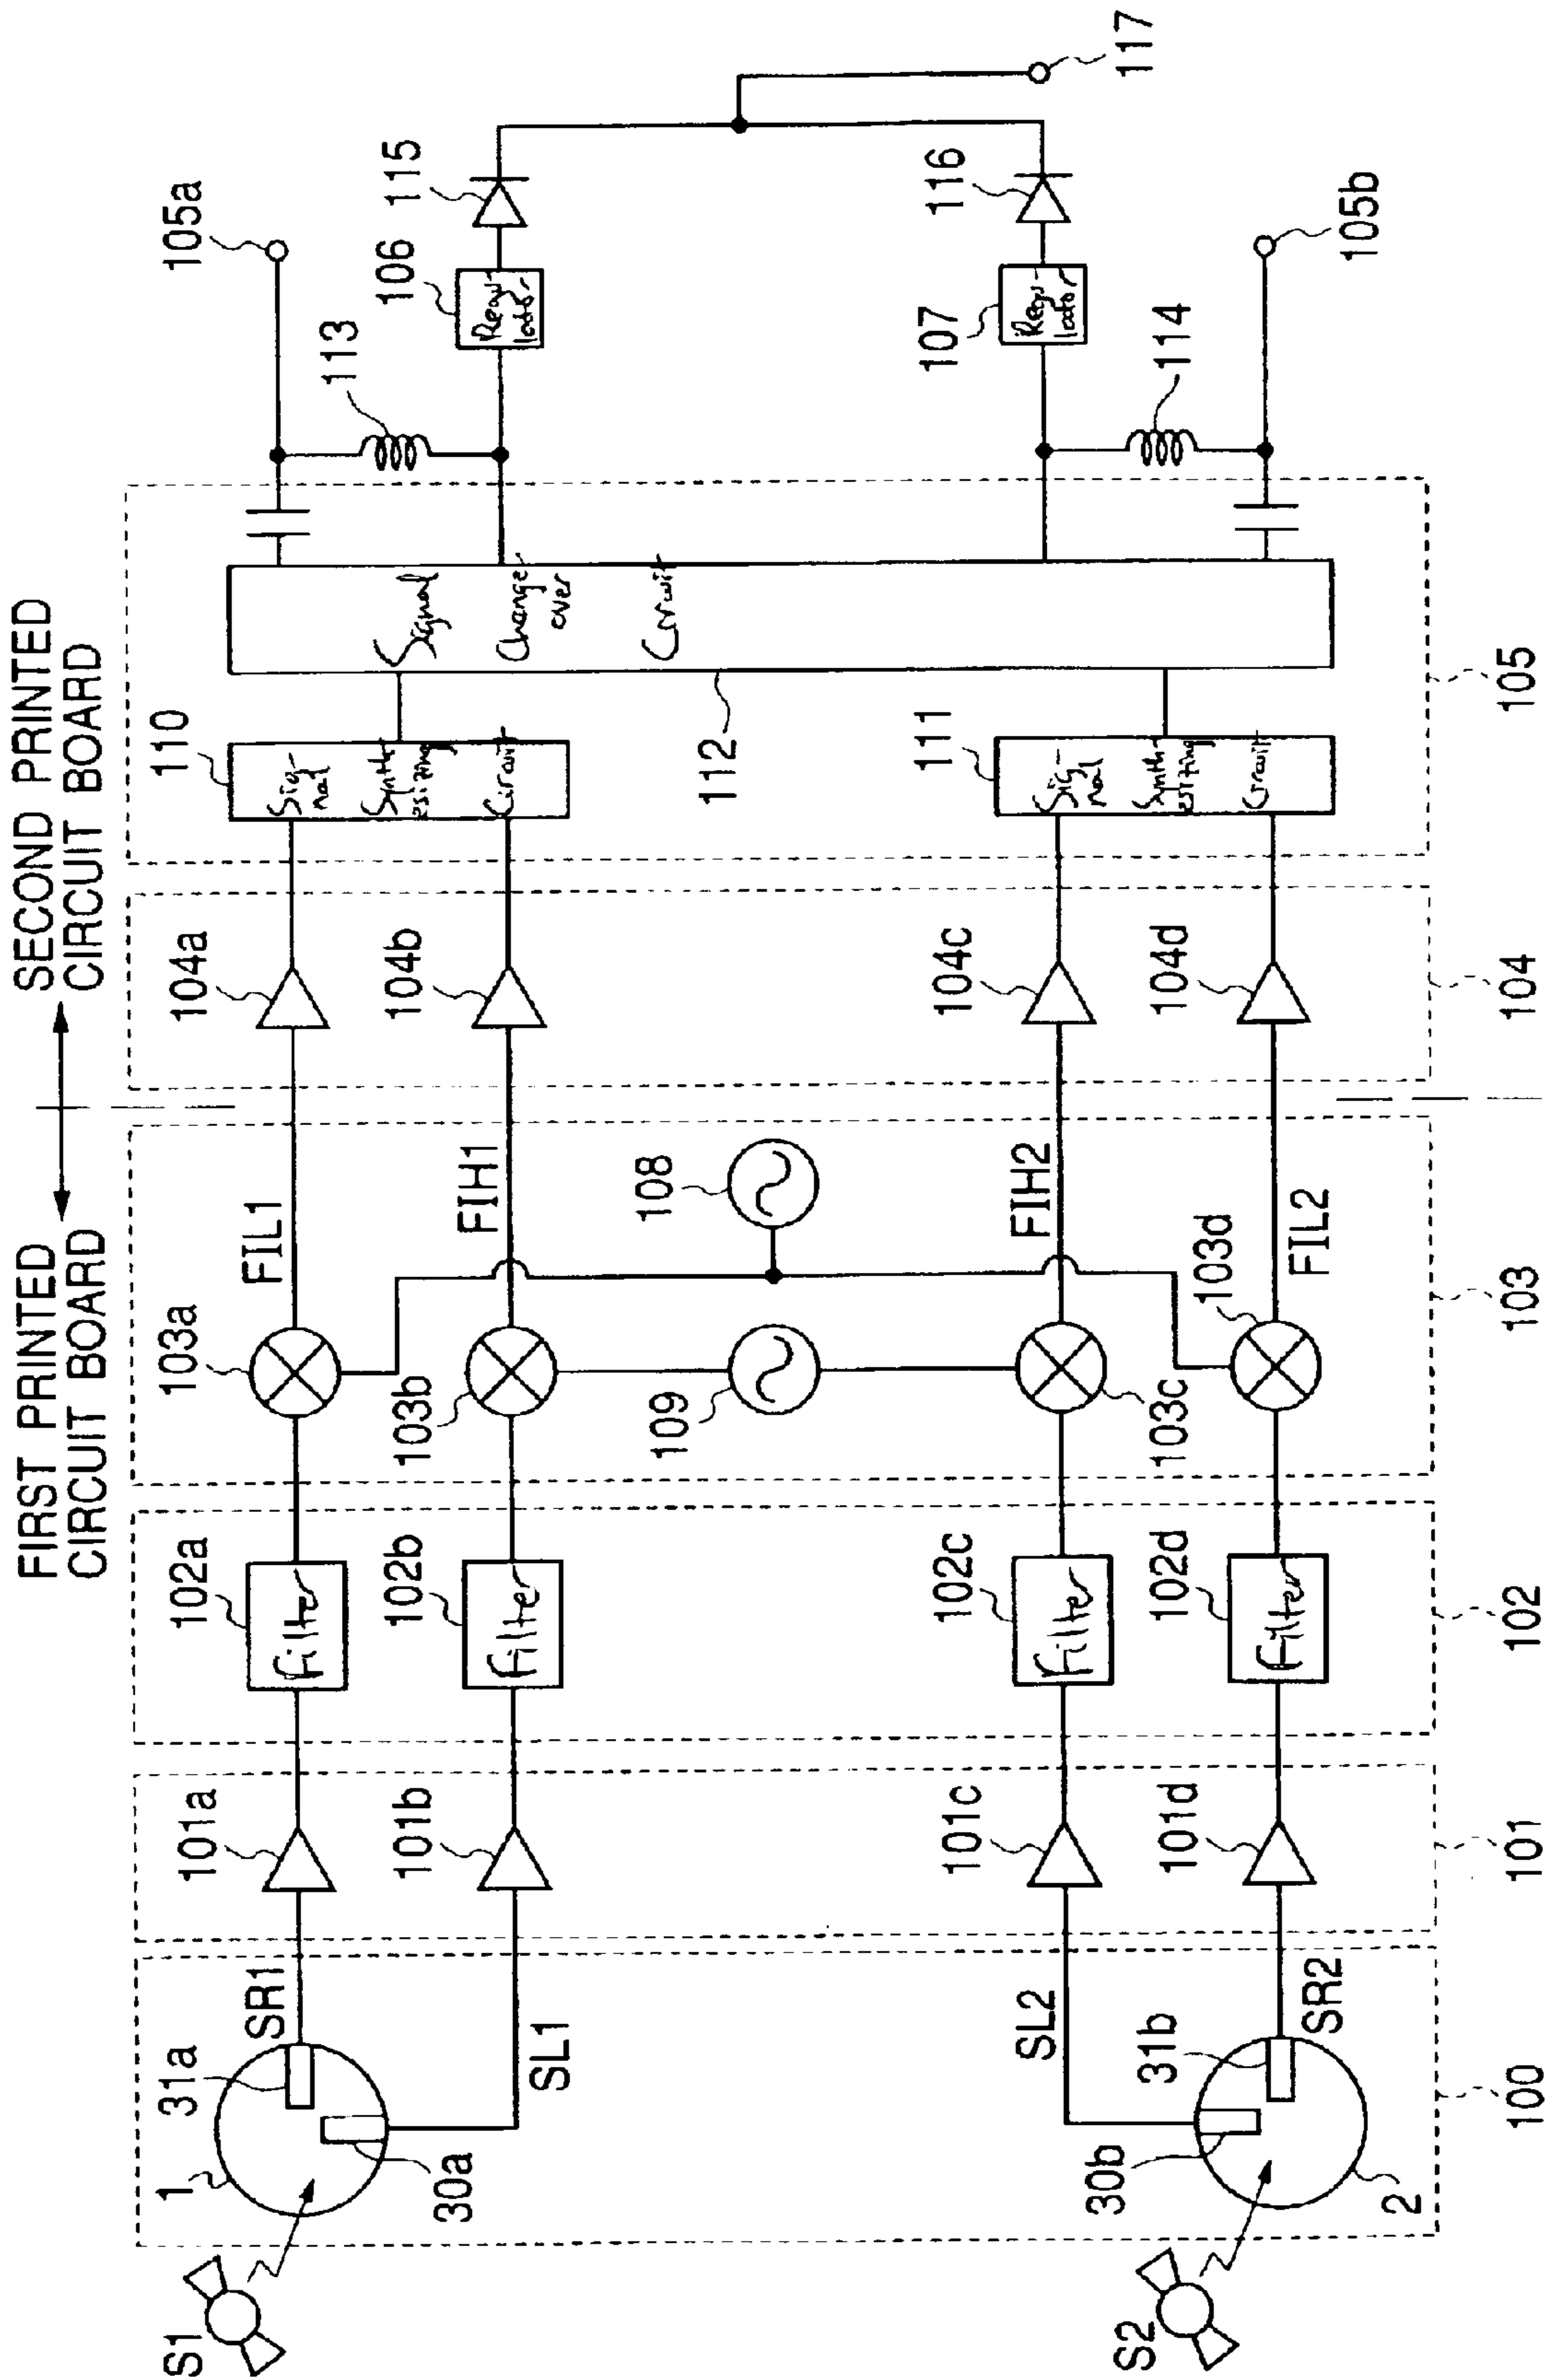 FIRST PRINTED
CIRCUIT BOARD
SECOND PRINTED
CIRCUIT BOARD
S1
1
31a
30a
SR1
SL1
101a
101b
102a
Filter
102b
Filter
103a
103b
FIL1
FIH1
108
109
104a
104b
110
Sig-
nal
Synth-
esizing
Circuit
112
Signal
Change-
over
Circuit
105a
113
106
Regu-
lator
115
117
S2
2
30b
31b
SL2
SR2
101c
101d
102c
Filter
102d
Filter
103c
103d
FIH2
FIL2
104c
104d
111
Sig-
nal
Synth-
esizing
Circuit
107
Regu-
lator
116
114
105b
100
101
102
103
104
105